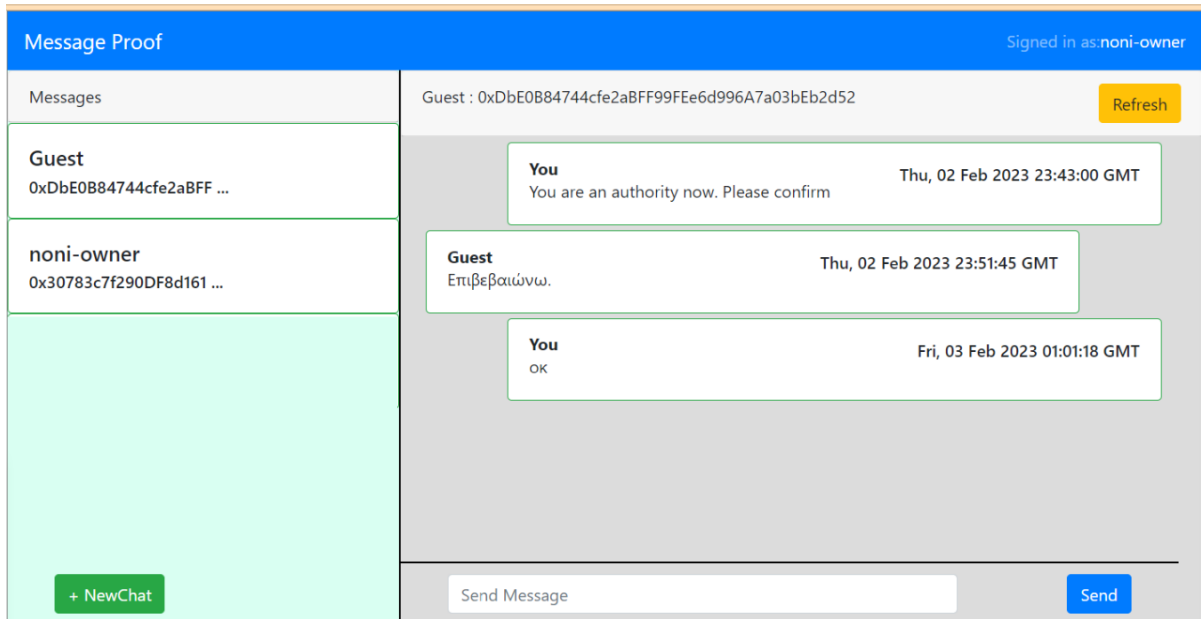 Message Proof
Signed in as:noni-owner
Messages
Guest
0xDbE0B84744cfe2aBFF ...
noni-owner
0x30783c7f290DF8d161 ...
+ NewChat
Guest : 0xDbE0B84744cfe2aBFF99FEe6d996A7a03bEb2d52
Refresh
You
Thu, 02 Feb 2023 23:43:00 GMT
You are an authority now. Please confirm
Guest
Thu, 02 Feb 2023 23:51:45 GMT
Επιβεβαιώνω.
You
Fri, 03 Feb 2023 01:01:18 GMT
οκ
Send Message
Send